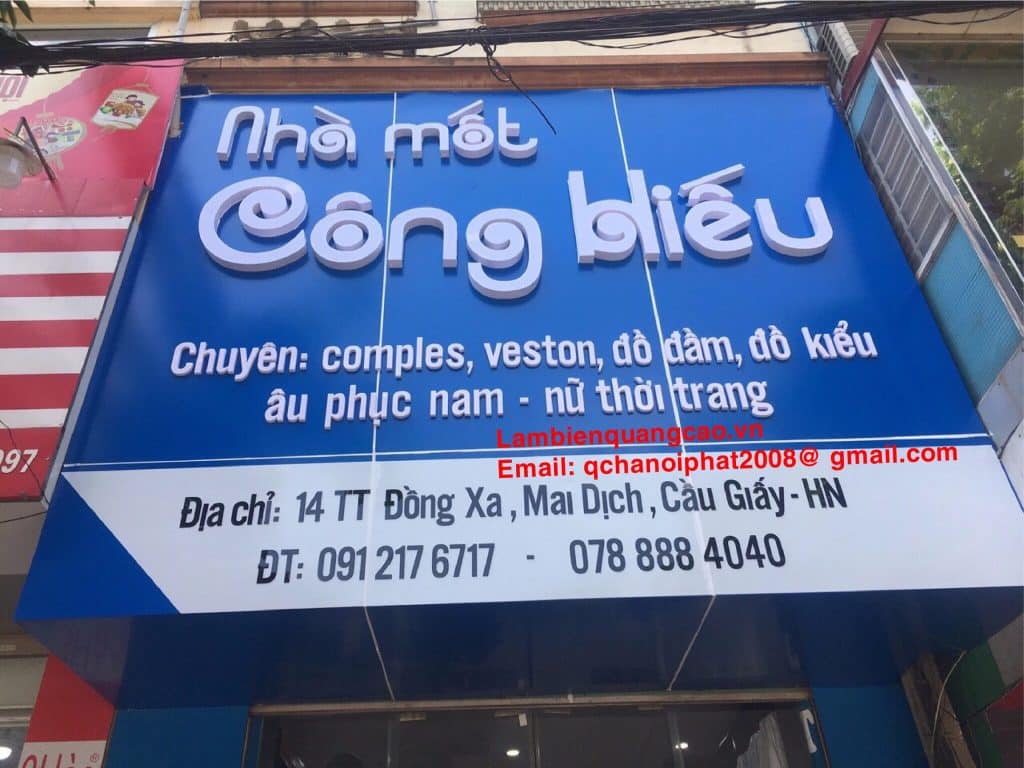 Nhà mốt
Công Hiếu
Chuyên: comples, veston, đồ đầm, đồ kiểu
âu phục nam - nữ thời trang
Lambienquangcao.vn
Email: qchanoiphat2008@ gmail.com
Địa chỉ: 14 TT Đồng Xa, Mai Dịch, Cầu Giấy - HN
ĐT: 091 217 6717 - 078 888 4040